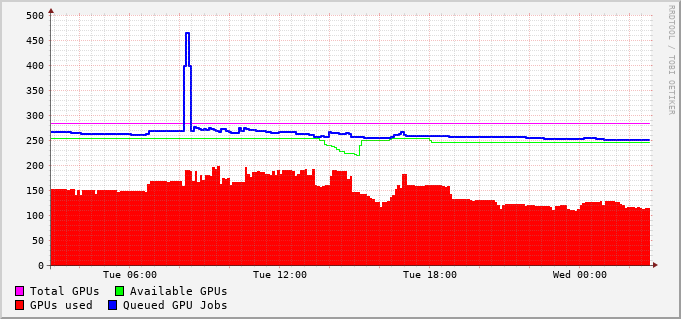 500
450
400
350
300
250
200
150
100
50
0
Tue 06:00 Tue 12:00 Tue 18:00 Wed 00:00
Total GPUs Available GPUs
GPUs used Queued GPU Jobs
RRDTOOL / TOBI OETIKER